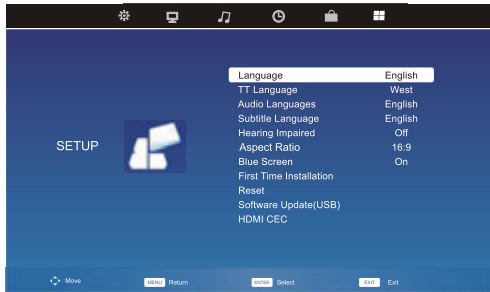 SETUP
Language English
TT Language West
Audio Languages English
Subtitle Language English
Hearing Impaired Off
Aspect Ratio 16:9
Blue Screen On
First Time Installation
Reset
Software Update(USB)
HDMI CEC
Move MENU Return ENTER Select EXIT Exit